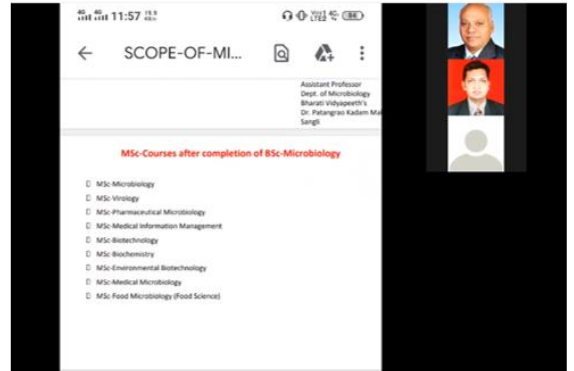 11:57
SCOPE-OF-MI...
Assistant Professor
Dept. of Microbiology
Bharati Vidyapeeth's
Dr. Patangrao Kadam Mal
Sangli
MSc-Courses after completion of BSc-Microbiology
MSc-Microbiology
MSc-Virology
MSc-Pharmaceutical Microbiology
MSc-Medical Information Management
MSc-Biotechnology
MSc-Biochemistry
MSc-Environmental Biotechnology
MSc-Medical Microbiology
MSc-Food Microbiology (Food Science)